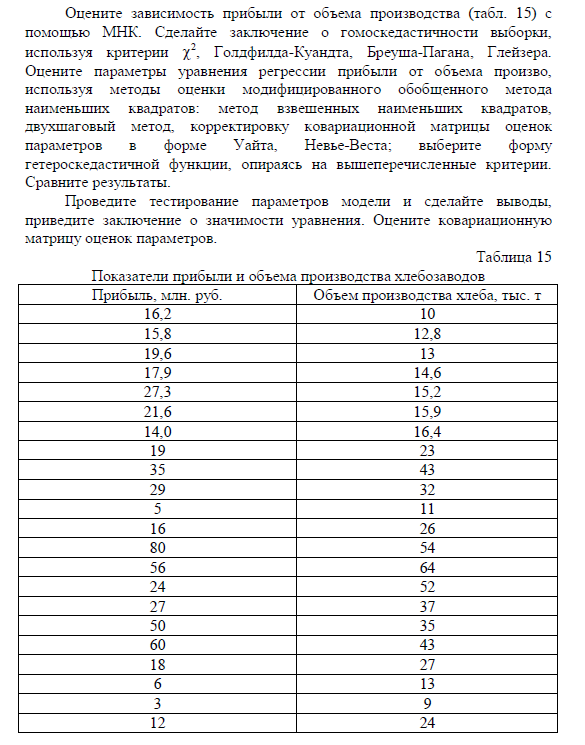 Оцените зависимость прибыли от объема производства (табл. 15) с
помощью МНК. Сделайте заключение о гомоскедастичности выборки,
используя критерии χ², Голдфилда-Куандта, Бреуша-Пагана, Глейзера.
Оцените параметры уравнения регрессии прибыли от объема произво,
используя методы оценки модифицированного обобщенного метода
наименьших квадратов: метод взвешенных наименьших квадратов,
двухшаговый метод, корректировку ковариационной матрицы оценок
параметров в форме Уайта, Невье-Веста; выберите форму
гетероскедастичной функции, опираясь на вышеперечисленные критерии.
Сравните результаты.
Проведите тестирование параметров модели и сделайте выводы,
приведите заключение о значимости уравнения. Оцените ковариационную
матрицу оценок параметров.
Таблица 15
Показатели прибыли и объема производства хлебозаводов
Прибыль, млн. руб. Объем производства хлеба, тыс. т
16,2 10
15,8 12,8
19,6 13
17,9 14,6
27,3 15,2
21,6 15,9
14,0 16,4
19 23
35 43
29 32
5 11
16 26
80 54
56 64
24 52
27 37
50 35
60 43
18 27
6 13
3 9
12 24